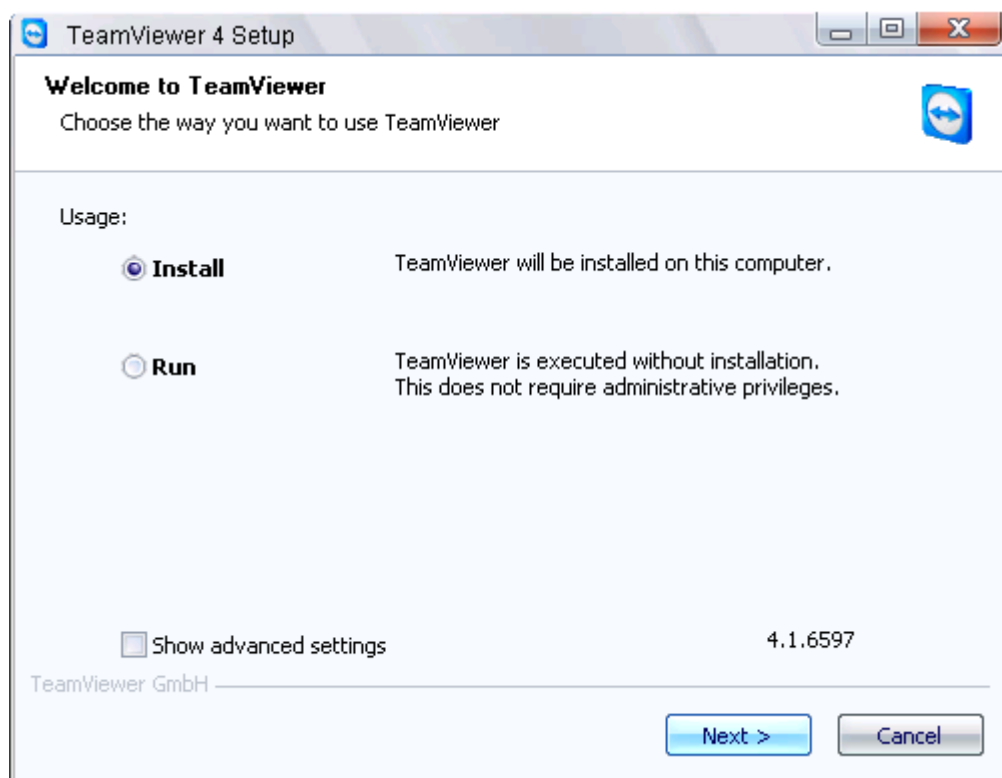 TeamViewer 4 Setup
Welcome to TeamViewer
Choose the way you want to use TeamViewer
Usage:
Install
TeamViewer will be installed on this computer.
Run
TeamViewer is executed without installation.
This does not require administrative privileges.
Show advanced settings
4.1.6597
TeamViewer GmbH
Next >
Cancel